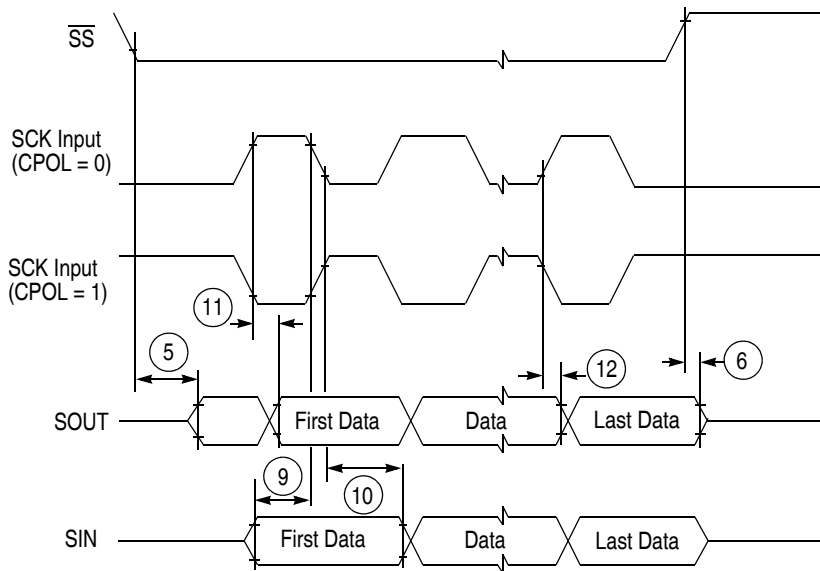 SS
SCK Input
(CPOL = 0)
SCK Input
(CPOL = 1)
11
5
12
6
SOUT
First Data
Data
Last Data
9
10
SIN
First Data
Data
Last Data